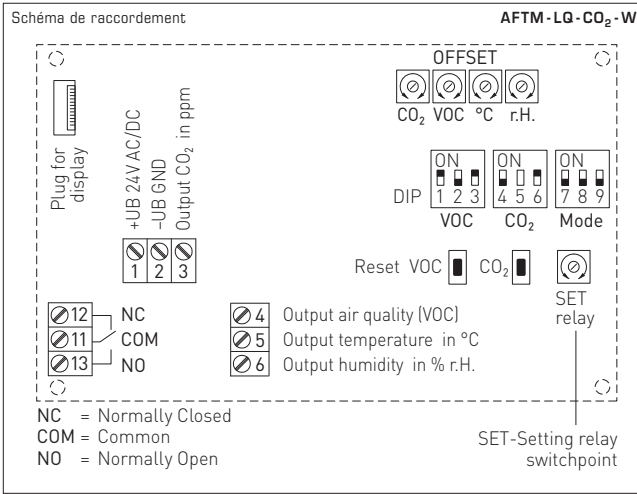 Schéma de raccordement
AFTM-LQ-CO₂-W
OFFSET
CO₂ VOC °C r.H.
Plug for
display
+UB 24V AC/DC
–UB GND
Output CO₂ in ppm
1 2 3
ON ON ON
DIP 1 2 3 4 5 6 7 8 9
VOC CO₂ Mode
Reset VOC CO₂
SET
relay
12 NC
11 COM
13 NO
4 Output air quality (VOC)
5 Output temperature in °C
6 Output humidity in % r.H.
NC = Normally Closed
COM = Common
NO = Normally Open
SET-Setting relay
switchpoint